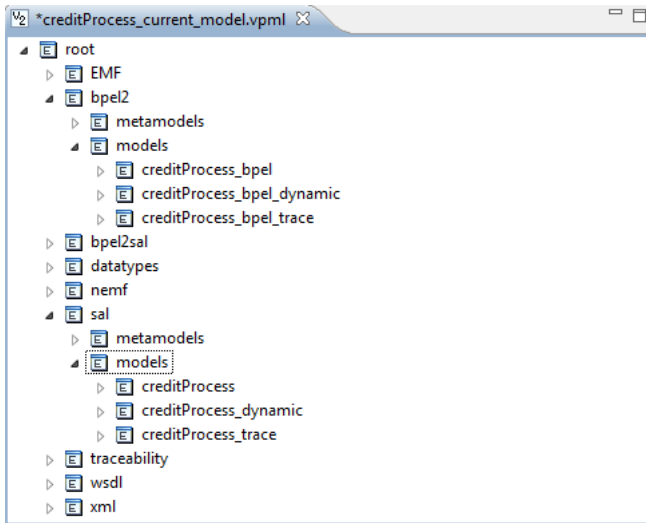 *creditProcess_current_model.vpml
root
EMF
bpel2
metamodels
models
creditProcess_bpel
creditProcess_bpel_dynamic
creditProcess_bpel_trace
bpel2sal
datatypes
nemf
sal
metamodels
models
creditProcess
creditProcess_dynamic
creditProcess_trace
traceability
wsdl
xml